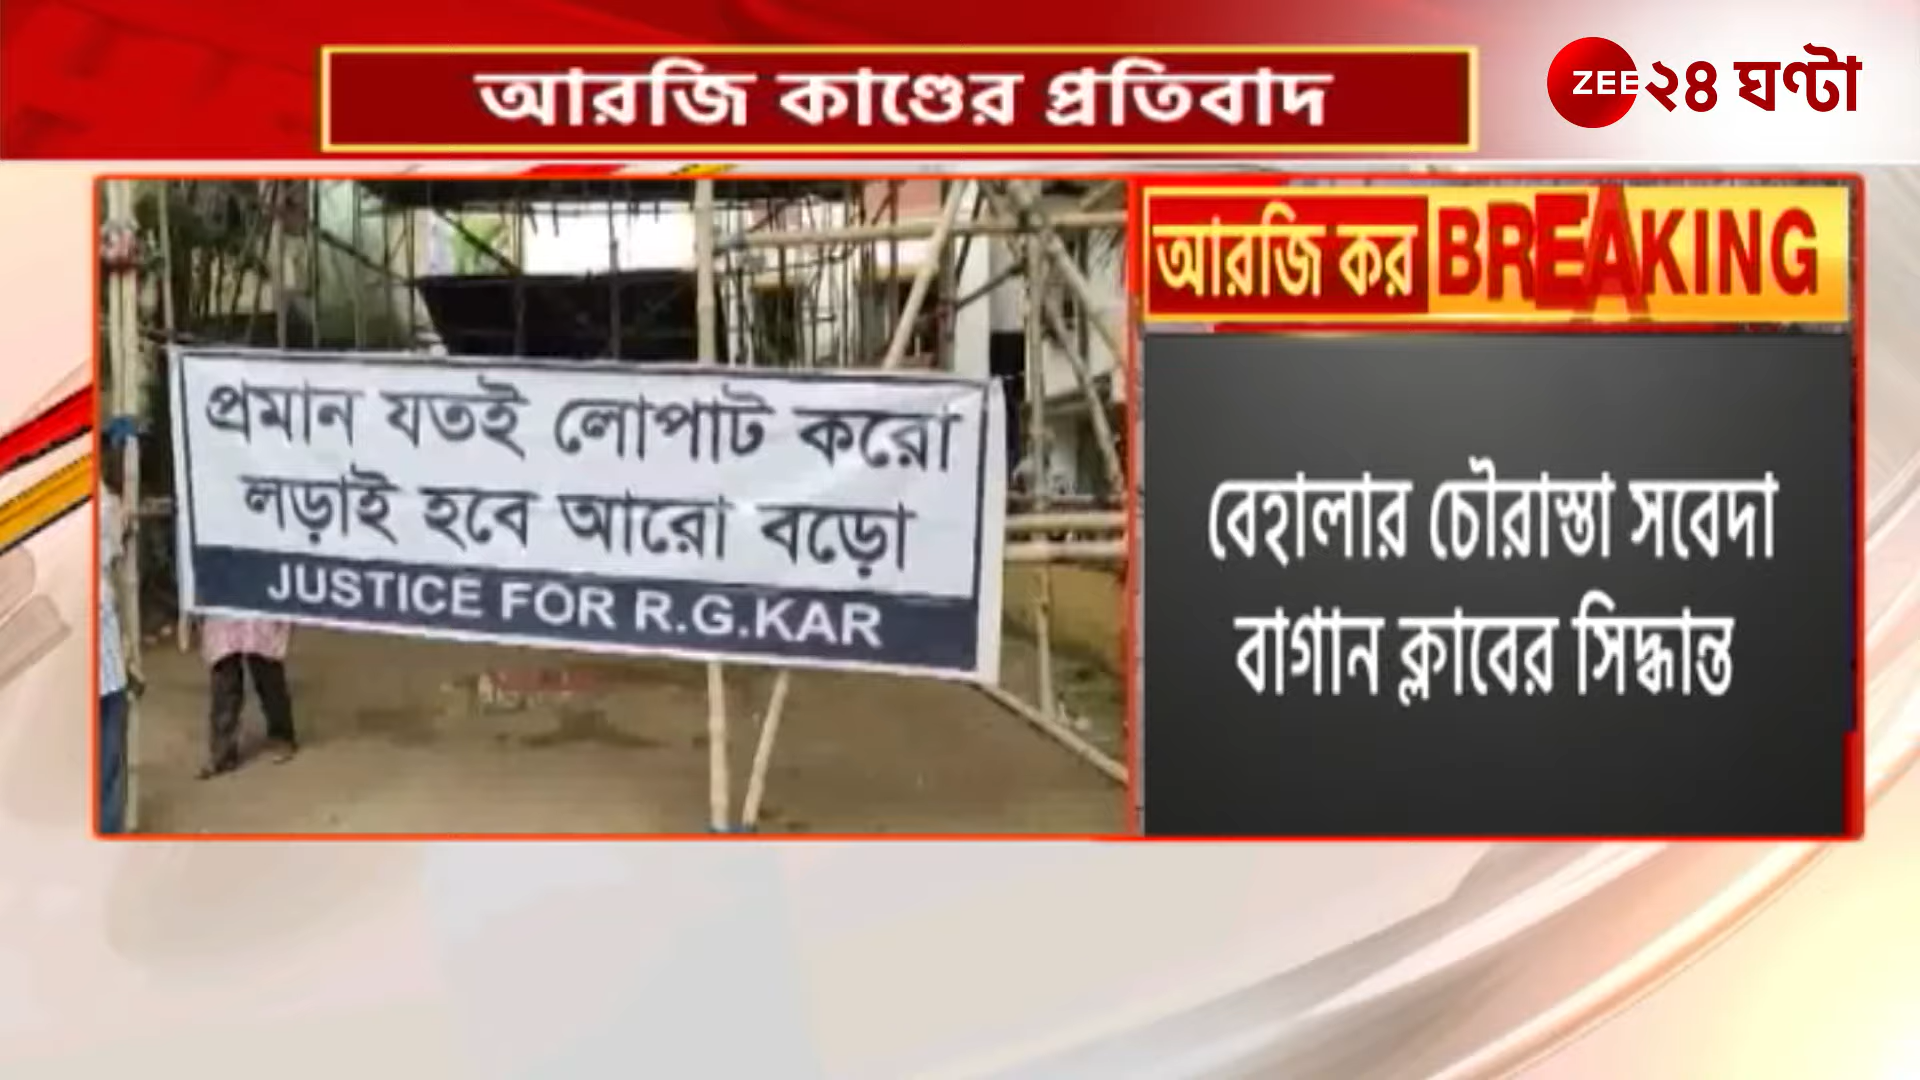 আরজি কাণ্ডের প্রতিবাদ
ZEE ২৪ ঘণ্টা
প্রমান যতই লোপাট করো
লড়াই হবে আরো বড়ো
JUSTICE FOR R.G.KAR
আরজি কর BREAKING
বেহালার চৌরাস্তা সবেদা
বাগান ক্লাবের সিদ্ধান্ত